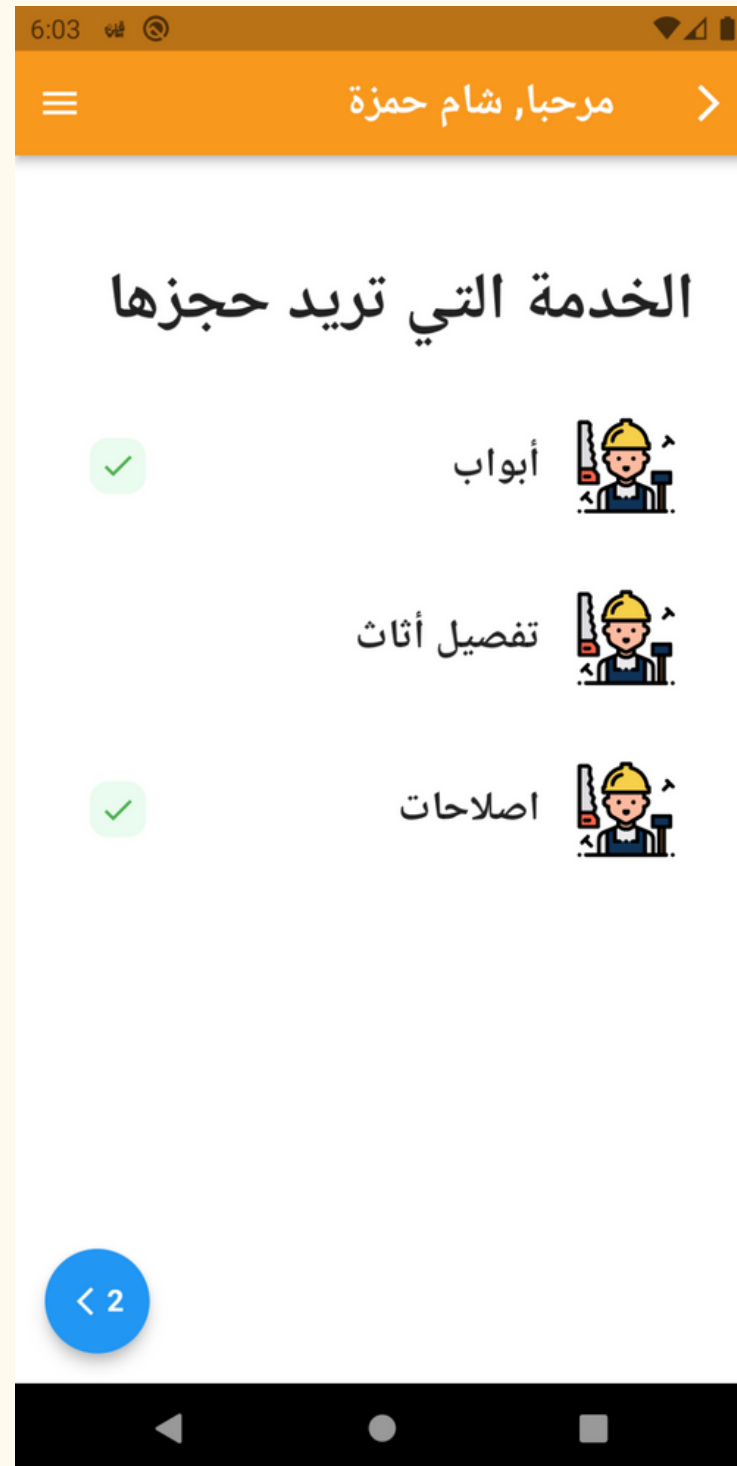 6:03
مرحبا, شام حمزة
الخدمة التي تريد حجزها
أبواب
تفصيل أثاث
اصلاحات
2